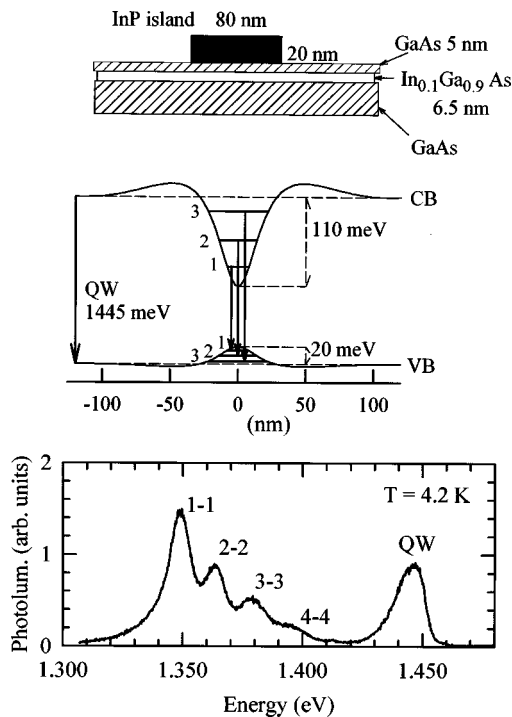 InP island 80 nm
20 nm
GaAs 5 nm
In0.1Ga0.9 As
6.5 nm
GaAs
CB
3
2
1
110 meV
QW
1445 meV
1
2
3
20 meV
VB
-100 -50 0 50 100
(nm)
Photolum. (arb. units)
2
1
0
1-1
2-2
3-3
4-4
T = 4.2 K
QW
1.300 1.350 1.400 1.450
Energy (eV)